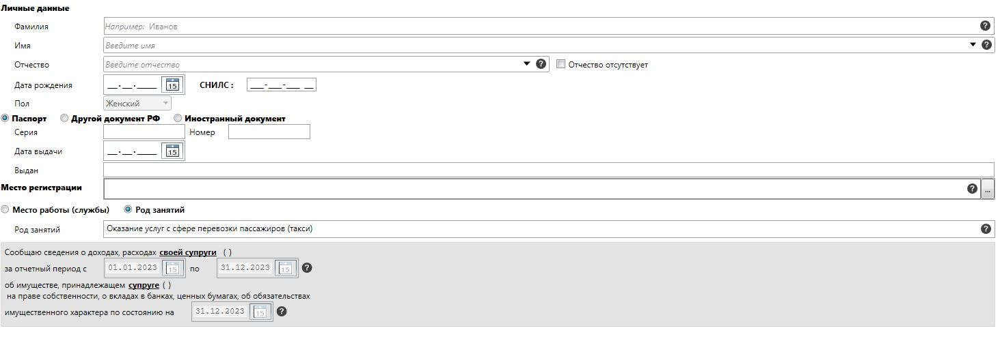 Личные данные
Фамилия Например: Иванов ?
Имя Введите имя ?
Отчество Введите отчество ? Отчество отсутствует
Дата рождения __.__.____ 15 СНИЛС : ___-___-___ __
Пол Женский
Паспорт Другой документ РФ Иностранный документ
Серия Номер
Дата выдачи __.__.____ 15
Выдан
Место регистрации ? ...
Место работы (службы) Род занятий
Род занятий Оказание услуг с сфере перевозки пассажиров (такси) ?
Сообщаю сведения о доходах, расходах своей супруги ( )
за отчетный период с 01.01.2023 15 по 31.12.2023 15 ?
об имуществе, принадлежащем супруге ( )
на праве собственности, о вкладах в банках, ценных бумагах, об обязательствах
имущественного характера по состоянию на 31.12.2023 15 ?